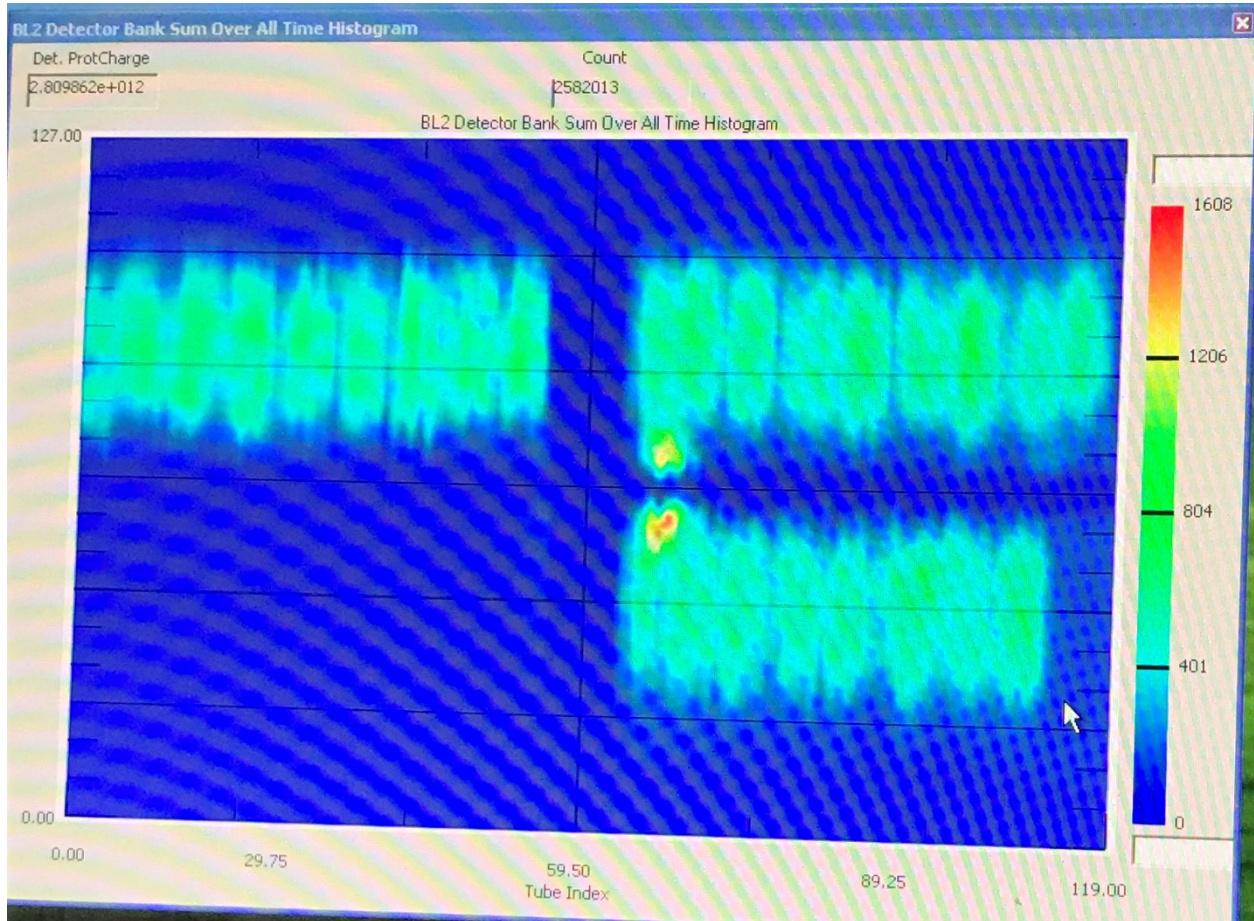 BL2 Detector Bank Sum Over All Time Histogram
Det. ProtCharge
Count
2.809862e+012
2582013
BL2 Detector Bank Sum Over All Time Histogram
127.00
1608
1206
804
401
0
0.00
0.00
29.75
59.50
89.25
119.00
Tube Index